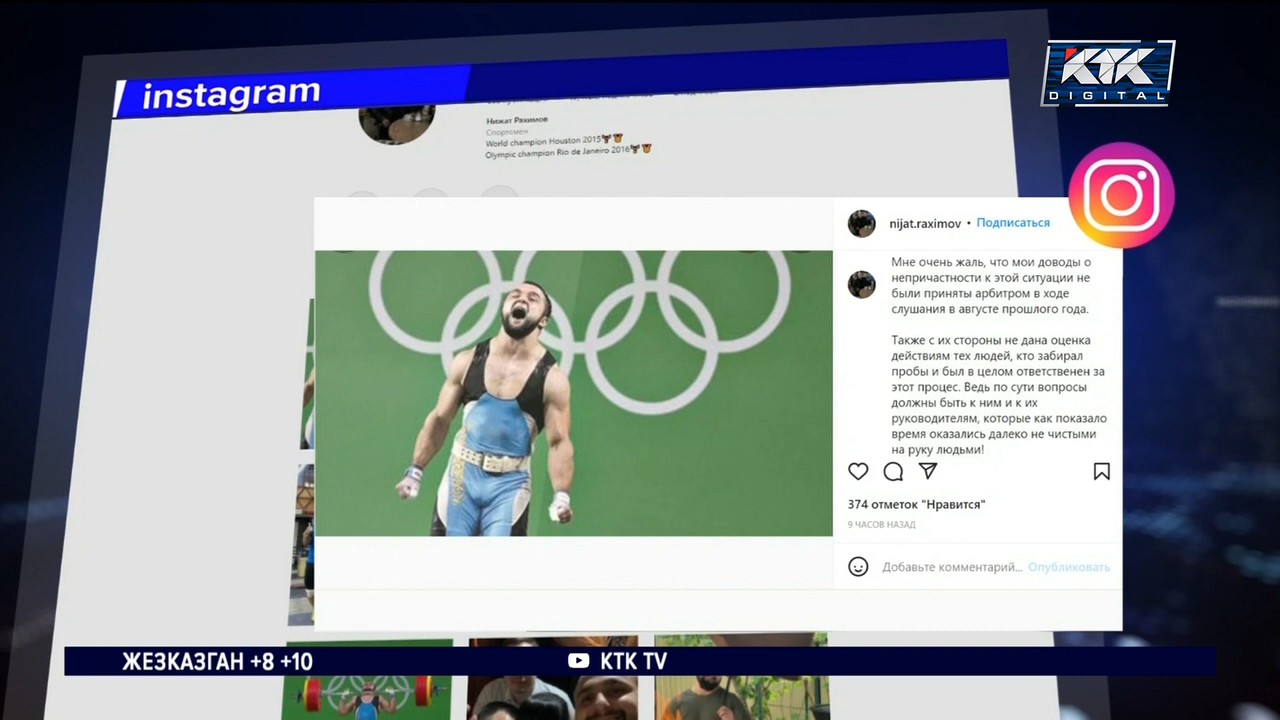 instagram
KTK
DIGITAL
Нижат Рахимов
Спортсмен
World champion Houston 2015
Olympic champion Rio de Janeiro 2016
nijat.raximov • Подписаться
Мне очень жаль, что мои доводы о
непричастности к этой ситуации не
были приняты арбитром в ходе
слушания в августе прошлого года.
Также с их стороны не дана оценка
действиям тех людей, кто забирал
пробы и был в целом ответственен за
этот процес. Ведь по сути вопросы
должны быть к ним и к их
руководителям, которые как показало
время оказались далеко не чистыми
на руку людьми!
374 отметок "Нравится"
9 ЧАСОВ НАЗАД
Добавьте комментарий... Опубликовать
ЖЕЗКАЗГАН +8 +10
KTK TV